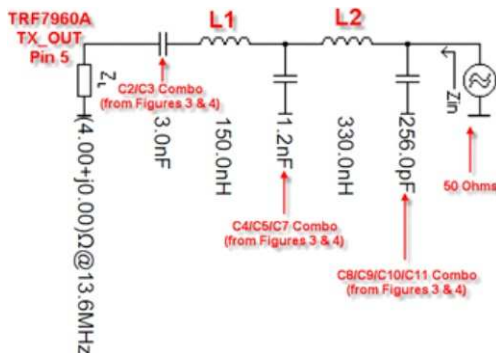 TRF7960A
TX_OUT
Pin 5
L1
L2
ZL
C2/C3 Combo
(from Figures 3 & 4)
Zin
(4.00+j0.00)Ω@13.6MHz
3.0nF
150.0nH
1.2nF
330.0nH
256.0pF
50 Ohms
C4/C5/C7 Combo
(from Figures 3 & 4)
C8/C9/C10/C11 Combo
(from Figures 3 & 4)